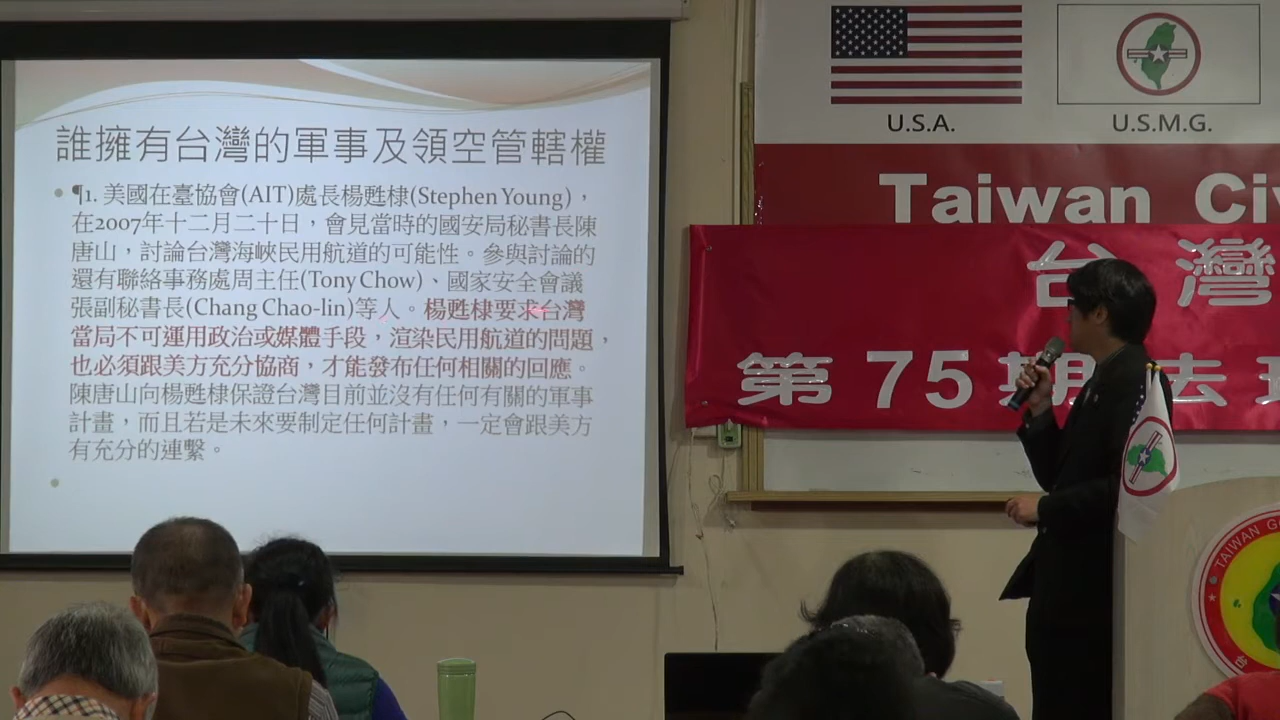 誰擁有台灣的軍事及領空管轄權
¶1. 美國在臺協會(AIT)處長楊甦棣(Stephen Young)，
在2007年十二月二十日，會見當時的國安局秘書長陳
唐山，討論台灣海峽民用航道的可能性。參與討論的
還有聯絡事務處周主任(Tony Chow)、國家安全會議
張副秘書長(Chang Chao-lin)等人。楊甦棣要求台灣
當局不可運用政治或媒體手段，渲染民用航道的問題，
也必須跟美方充分協商，才能發布任何相關的回應。
陳唐山向楊甦棣保證台灣目前並沒有任何有關的軍事
計畫，而且若是未來要制定任何計畫，一定會跟美方
有充分的連繫。
U.S.A.
U.S.M.G.
Taiwan Ci
台灣
第75期法
TAIWAN G